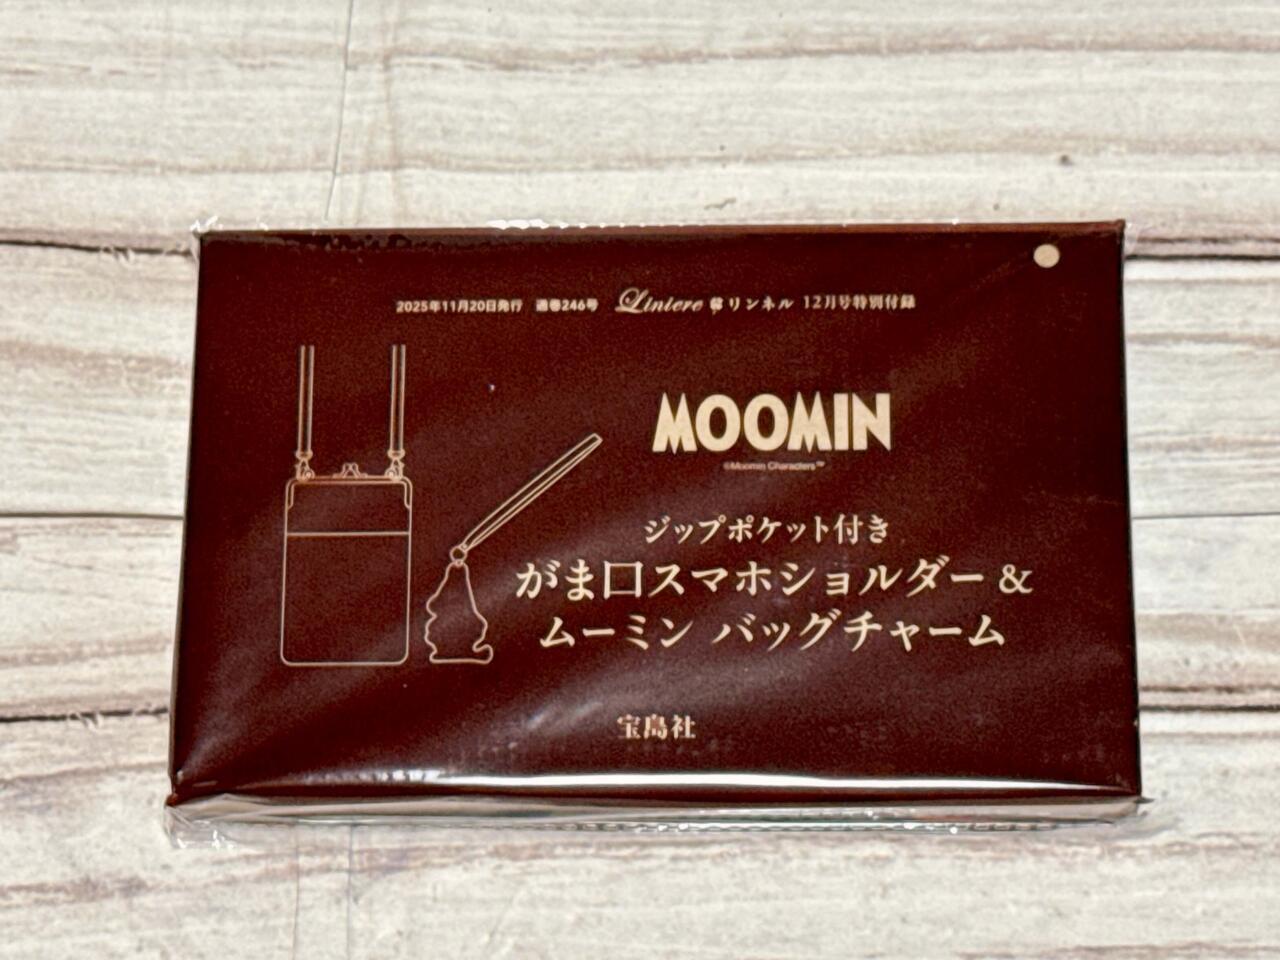 2025年11月20日発行 通巻246号 Liniere リンネル 12月号特別付録
MOOMIN
©Moomin Characters™
ジップポケット付き
がま口スマホショルダー&
ムーミン バッグチャーム
宝島社